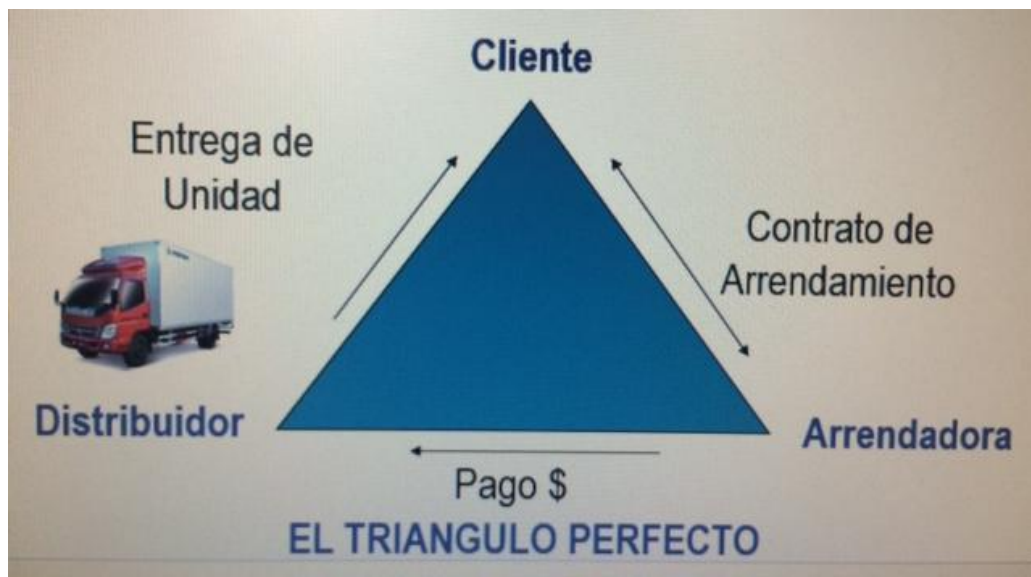 Cliente
Entrega de
Unidad
Contrato de
Arrendamiento
Distribuidor
Arrendadora
Pago $
EL TRIANGULO PERFECTO